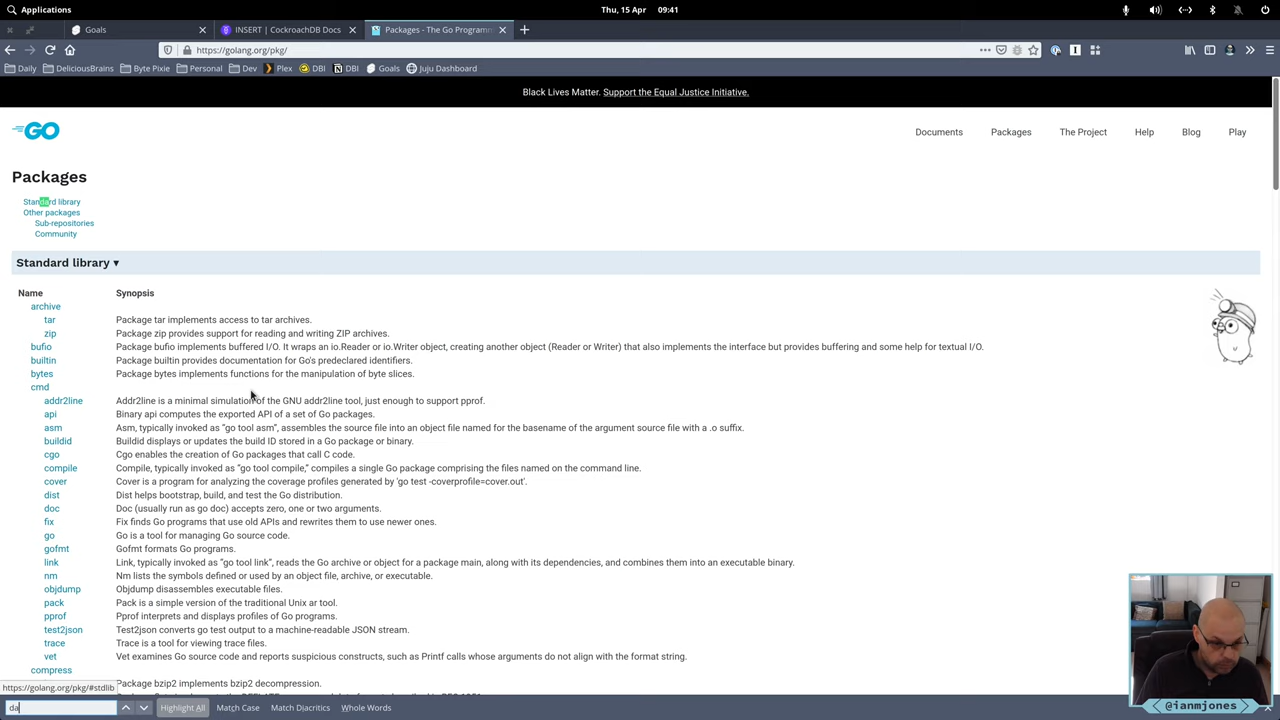 Applications
Thu, 15 Apr 09:41
Goals
INSERT | CockroachDB Docs
Packages - The Go Programm
https://golang.org/pkg/
Daily
DeliciousBrains
Byte Pixie
Personal
Dev
Plex
DBI
DBI
Goals
Juju Dashboard
Black Lives Matter. Support the Equal Justice Initiative.
GO
Documents
Packages
The Project
Help
Blog
Play
Packages
Standard library
Other packages
Sub-repositories
Community
Standard library ▾
Name Synopsis
archive
tar Package tar implements access to tar archives.
zip Package zip provides support for reading and writing ZIP archives.
bufio Package bufio implements buffered I/O. It wraps an io.Reader or io.Writer object, creating another object (Reader or Writer) that also implements the interface but provides buffering and some help for textual I/O.
builtin Package builtin provides documentation for Go's predeclared identifiers.
bytes Package bytes implements functions for the manipulation of byte slices.
cmd
addr2line Addr2line is a minimal simulation of the GNU addr2line tool, just enough to support pprof.
api Binary api computes the exported API of a set of Go packages.
asm Asm, typically invoked as “go tool asm”, assembles the source file into an object file named for the basename of the argument source file with a .o suffix.
buildid Buildid displays or updates the build ID stored in a Go package or binary.
cgo Cgo enables the creation of Go packages that call C code.
compile Compile, typically invoked as “go tool compile,” compiles a single Go package comprising the files named on the command line.
cover Cover is a program for analyzing the coverage profiles generated by 'go test -coverprofile=cover.out'.
dist Dist helps bootstrap, build, and test the Go distribution.
doc Doc (usually run as go doc) accepts zero, one or two arguments.
fix Fix finds Go programs that use old APIs and rewrites them to use newer ones.
go Go is a tool for managing Go source code.
gofmt Gofmt formats Go programs.
link Link, typically invoked as “go tool link”, reads the Go archive or object for a package main, along with its dependencies, and combines them into an executable binary.
nm Nm lists the symbols defined or used by an object file, archive, or executable.
objdump Objdump disassembles executable files.
pack Pack is a simple version of the traditional Unix ar tool.
pprof Pprof interprets and displays profiles of Go programs.
test2json Test2json converts go test output to a machine-readable JSON stream.
trace Trace is a tool for viewing trace files.
vet Vet examines Go source code and reports suspicious constructs, such as Printf calls whose arguments do not align with the format string.
compress
Package bzip2 implements bzip2 decompression.
https://golang.org/pkg/#stdlib
da
Highlight All
Match Case
Match Diacritics
Whole Words
@ianmjones